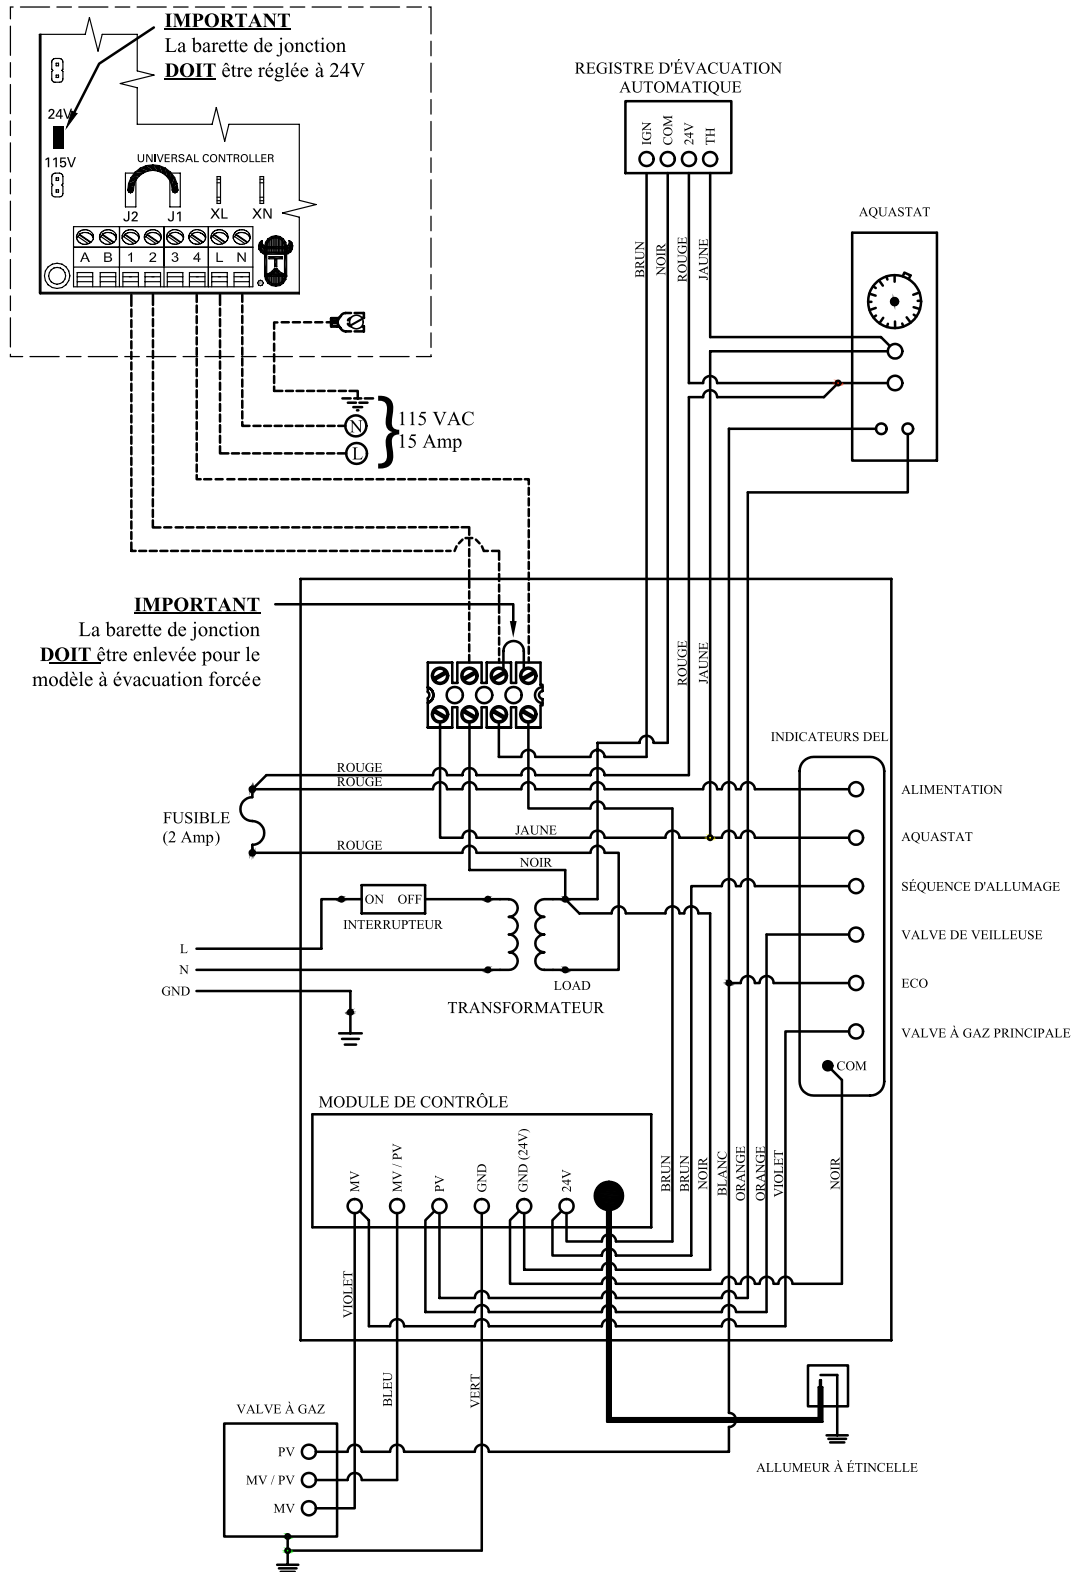 IMPORTANT
La barette de jonction
DOIT être réglée à 24V
24V
115V
UNIVERSAL CONTROLLER
J2 J1 XL XN
A B 1 2 3 4 L N
T
REGISTRE D'ÉVACUATION
AUTOMATIQUE
IGN
COM
24V
TH
BRUN
NOIR
ROUGE
JAUNE
AQUASTAT
N
L
115 VAC
15 Amp
IMPORTANT
La barette de jonction
DOIT être enlevée pour le
modèle à évacuation forcée
ROUGE
JAUNE
INDICATEURS DEL
ALIMENTATION
AQUASTAT
SÉQUENCE D'ALLUMAGE
VALVE DE VEILLEUSE
ECO
VALVE À GAZ PRINCIPALE
COM
ROUGE
ROUGE
FUSIBLE
(2 Amp)
JAUNE
ROUGE
NOIR
ON OFF
INTERRUPTEUR
L
N
GND
LOAD
TRANSFORMATEUR
MODULE DE CONTRÔLE
MV
MV / PV
PV
GND
GND (24V)
24V
BRUN
BRUN
NOIR
BLANC
ORANGE
ORANGE
VIOLET
NOIR
VIOLET
BLEU
VERT
VALVE À GAZ
PV
MV / PV
MV
ALLUMEUR À ÉTINCELLE